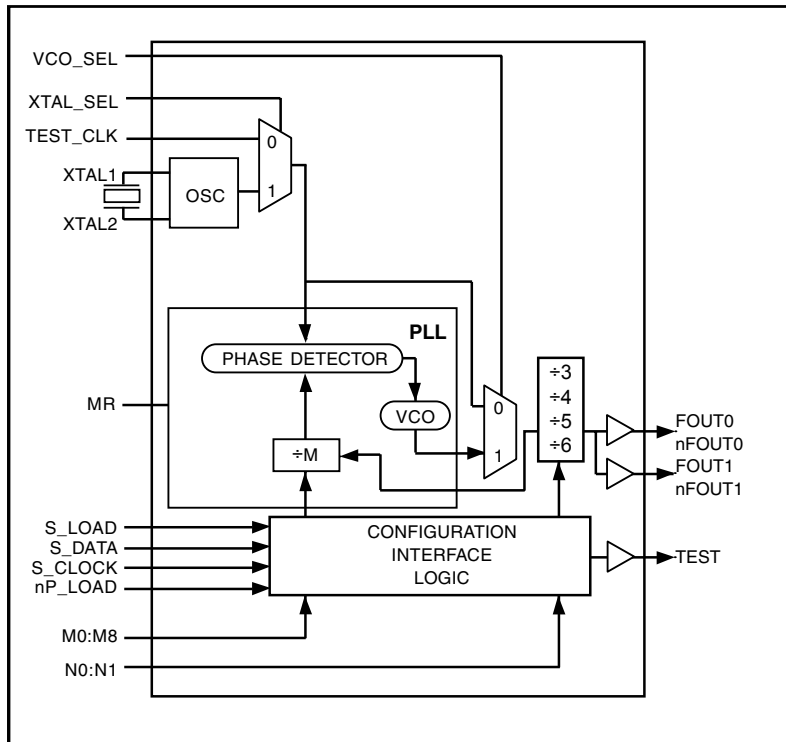 VCO_SEL
XTAL_SEL
TEST_CLK
0
XTAL1
OSC
1
XTAL2
PLL
PHASE DETECTOR
÷3
÷4
÷5
÷6
MR
VCO
0
1
÷M
FOUT0
nFOUT0
FOUT1
nFOUT1
S_LOAD
S_DATA
S_CLOCK
nP_LOAD
CONFIGURATION
INTERFACE
LOGIC
TEST
M0:M8
N0:N1